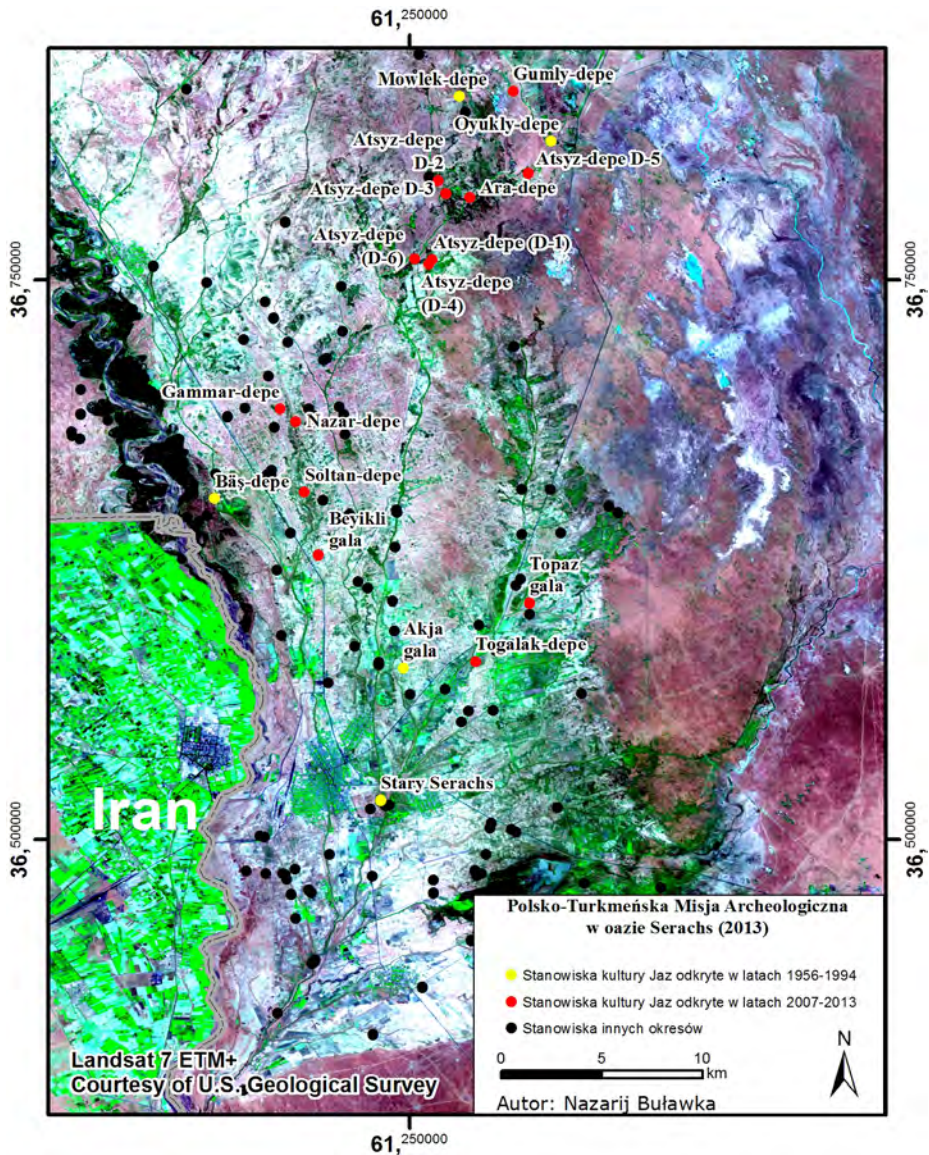 61,250000
Mowlek-depe
Gumly-depe
Oyukly-depe
Atsyz-depe
D-2
Atsyz-depe D-5
Atsyz-depe D-3
Ara-depe
Atsyz-depe
(D-6)
Atsyz-depe (D-1)
Atsyz-depe
(D-4)
36,750000
36,750000
Gammar-depe
Nazar-depe
Bäş-depe
Soltan-depe
Beyikli
gala
Topaz
gala
Akja
gala
Togalak-depe
Stary Serachs
Iran
36,500000
36,500000
Polsko-Turkmeńska Misja Archeologiczna
w oazie Serachs (2013)
Stanowiska kultury Jaz odkryte w latach 1956-1994
Stanowiska kultury Jaz odkryte w latach 2007-2013
Stanowiska innych okresów
N
0 5 10
km
Autor: Nazarij Buławka
Landsat 7 ETM+
Courtesy of U.S. Geological Survey
61,250000